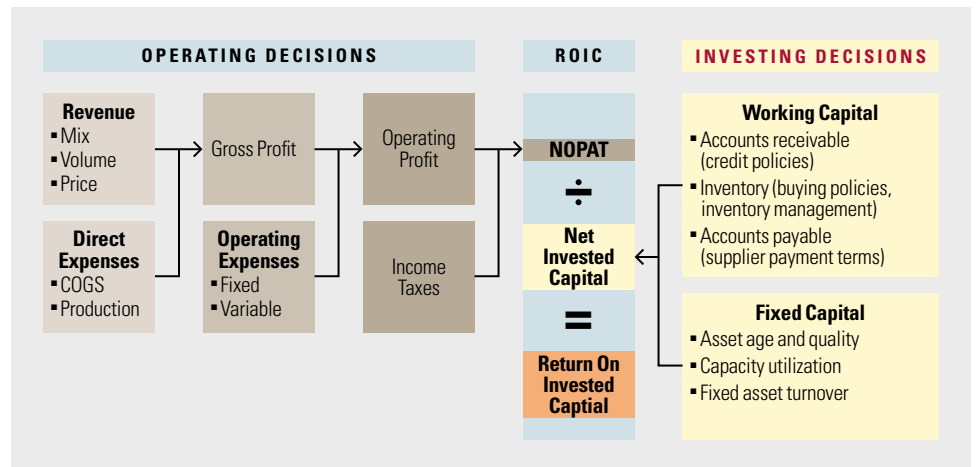 OPERATING DECISIONS
ROIC
INVESTING DECISIONS
Revenue
▪ Mix
▪ Volume
▪ Price
Direct
Expenses
▪ COGS
▪ Production
Gross Profit
Operating
Expenses
▪ Fixed
▪ Variable
Operating
Profit
Income
Taxes
NOPAT
÷
Net
Invested
Capital
=
Return On
Invested
Captial
Working Capital
▪ Accounts receivable
(credit policies)
▪ Inventory (buying policies,
inventory management)
▪ Accounts payable
(supplier payment terms)
Fixed Capital
▪ Asset age and quality
▪ Capacity utilization
▪ Fixed asset turnover